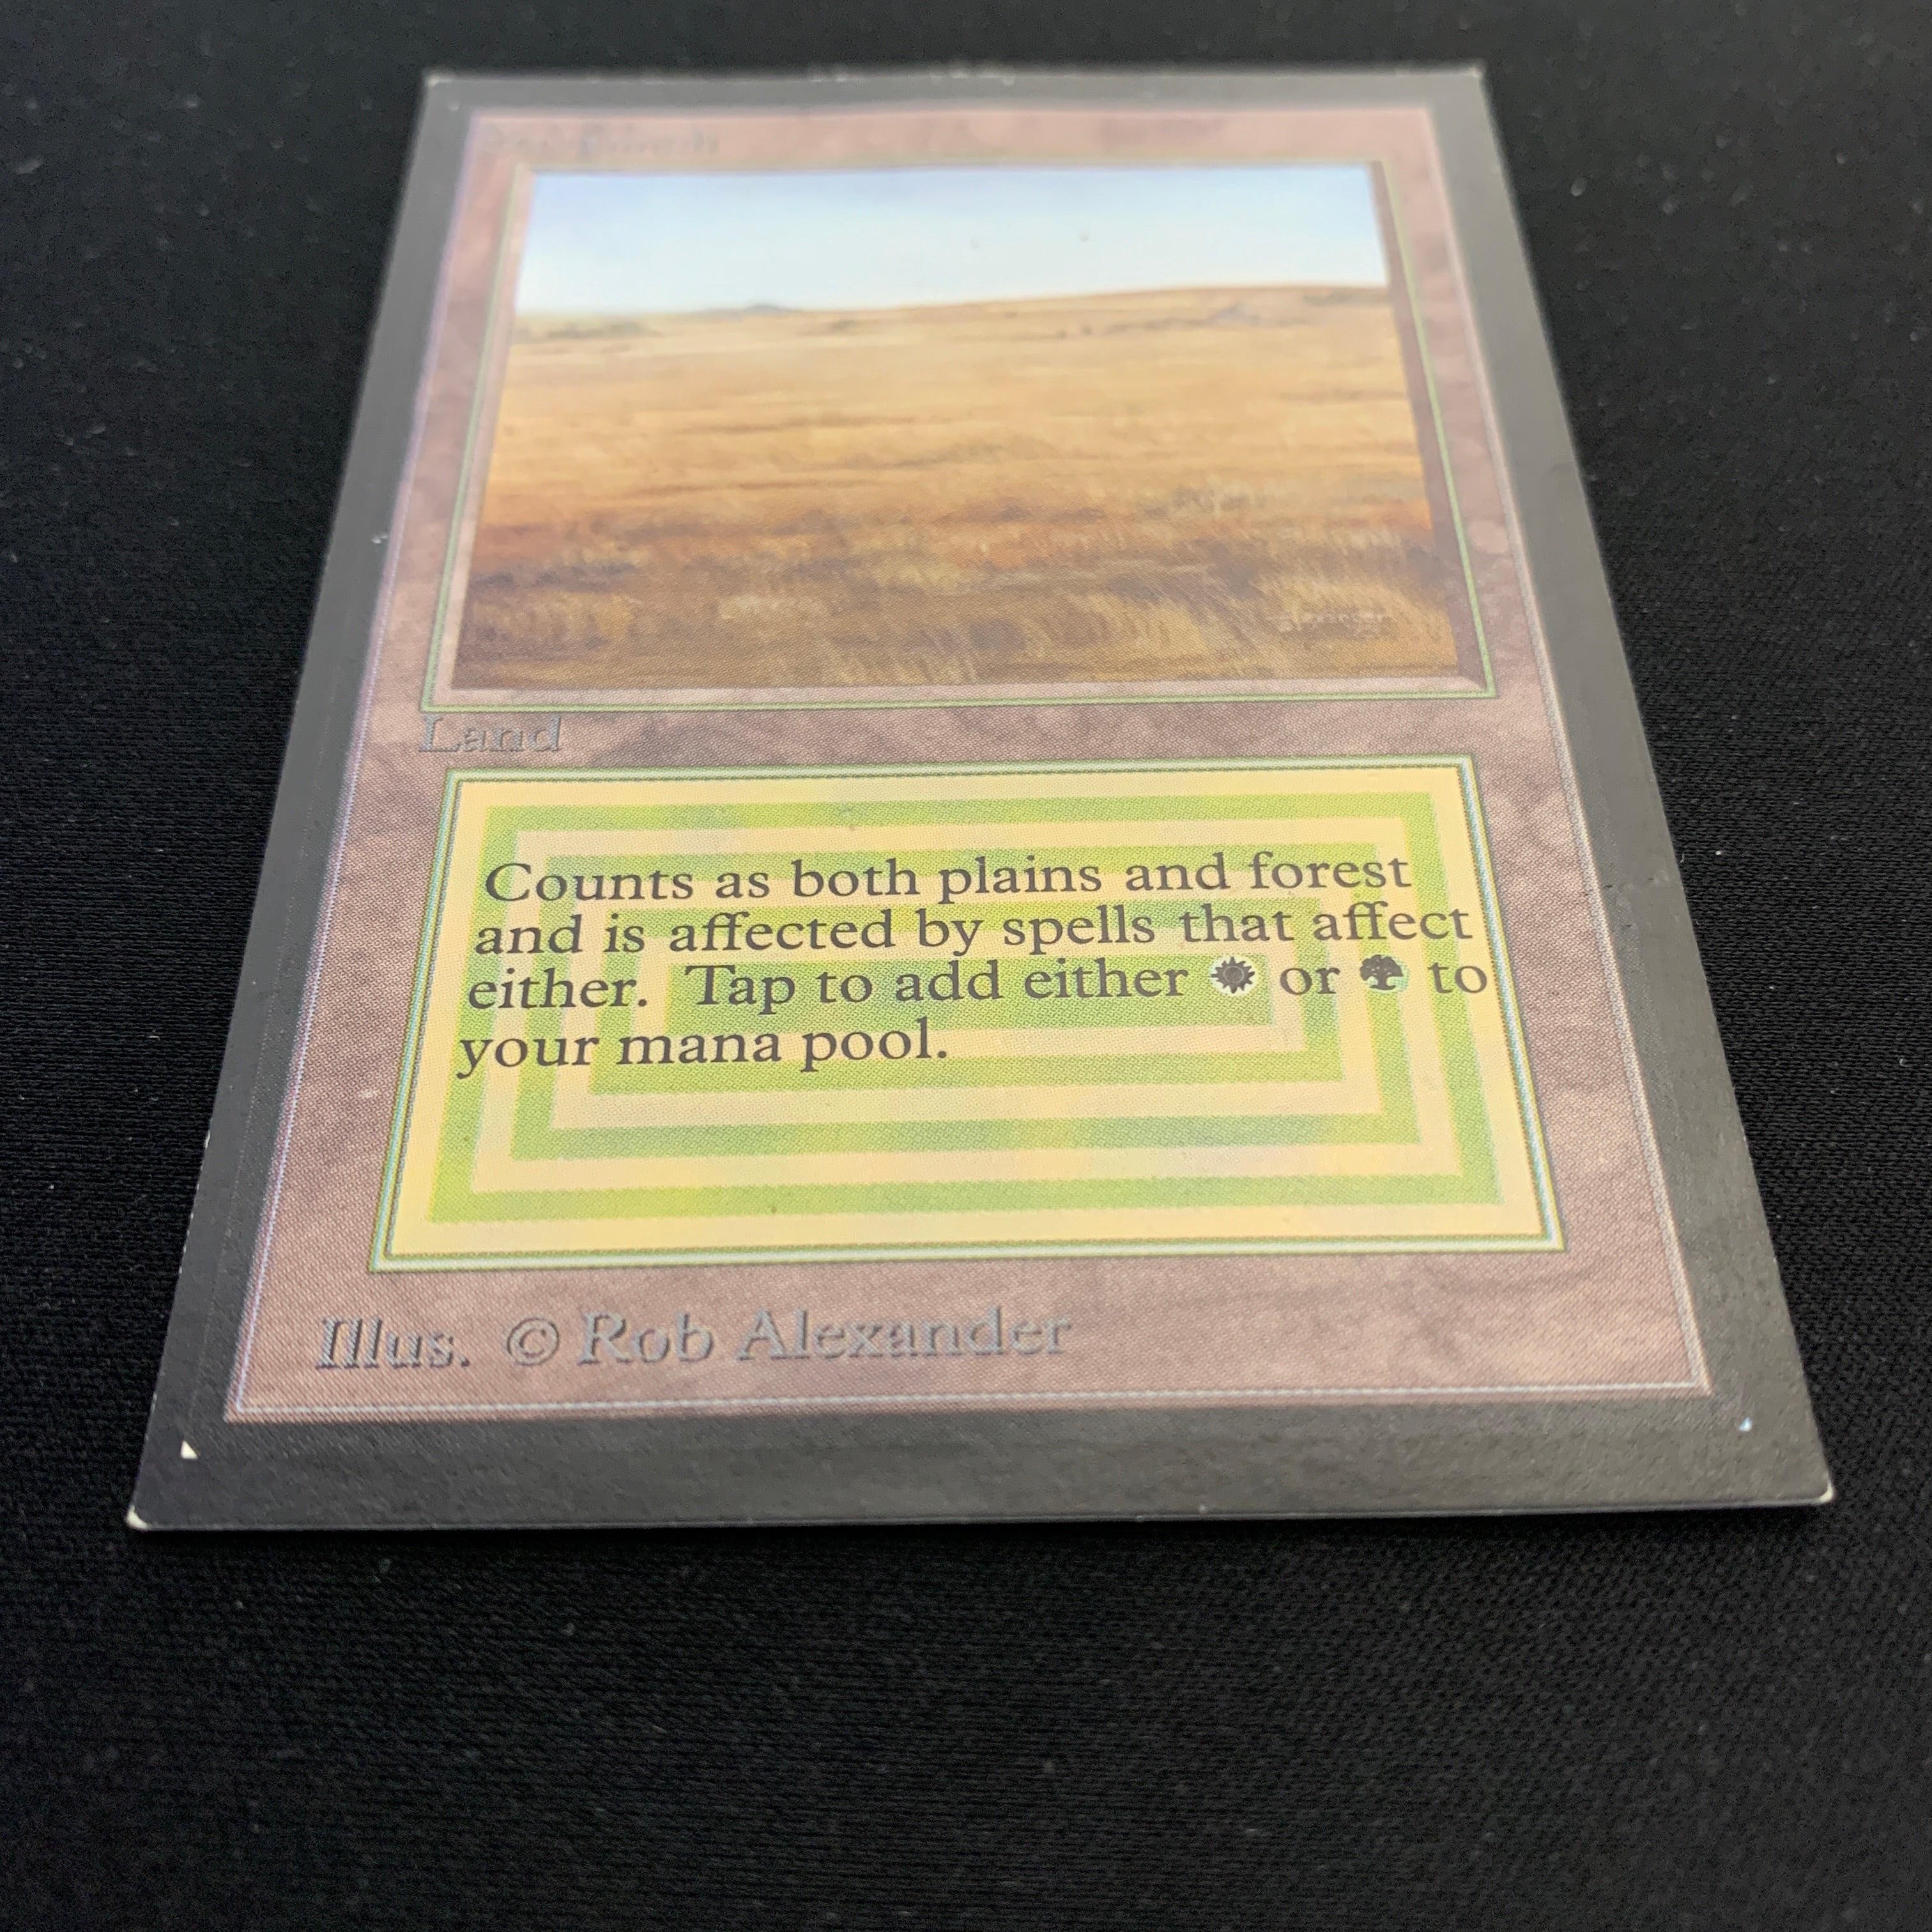 Land
Counts as both plains and forest
and is affected by spells that affect
either. Tap to add either or to
your mana pool.
Illus. © Rob Alexander